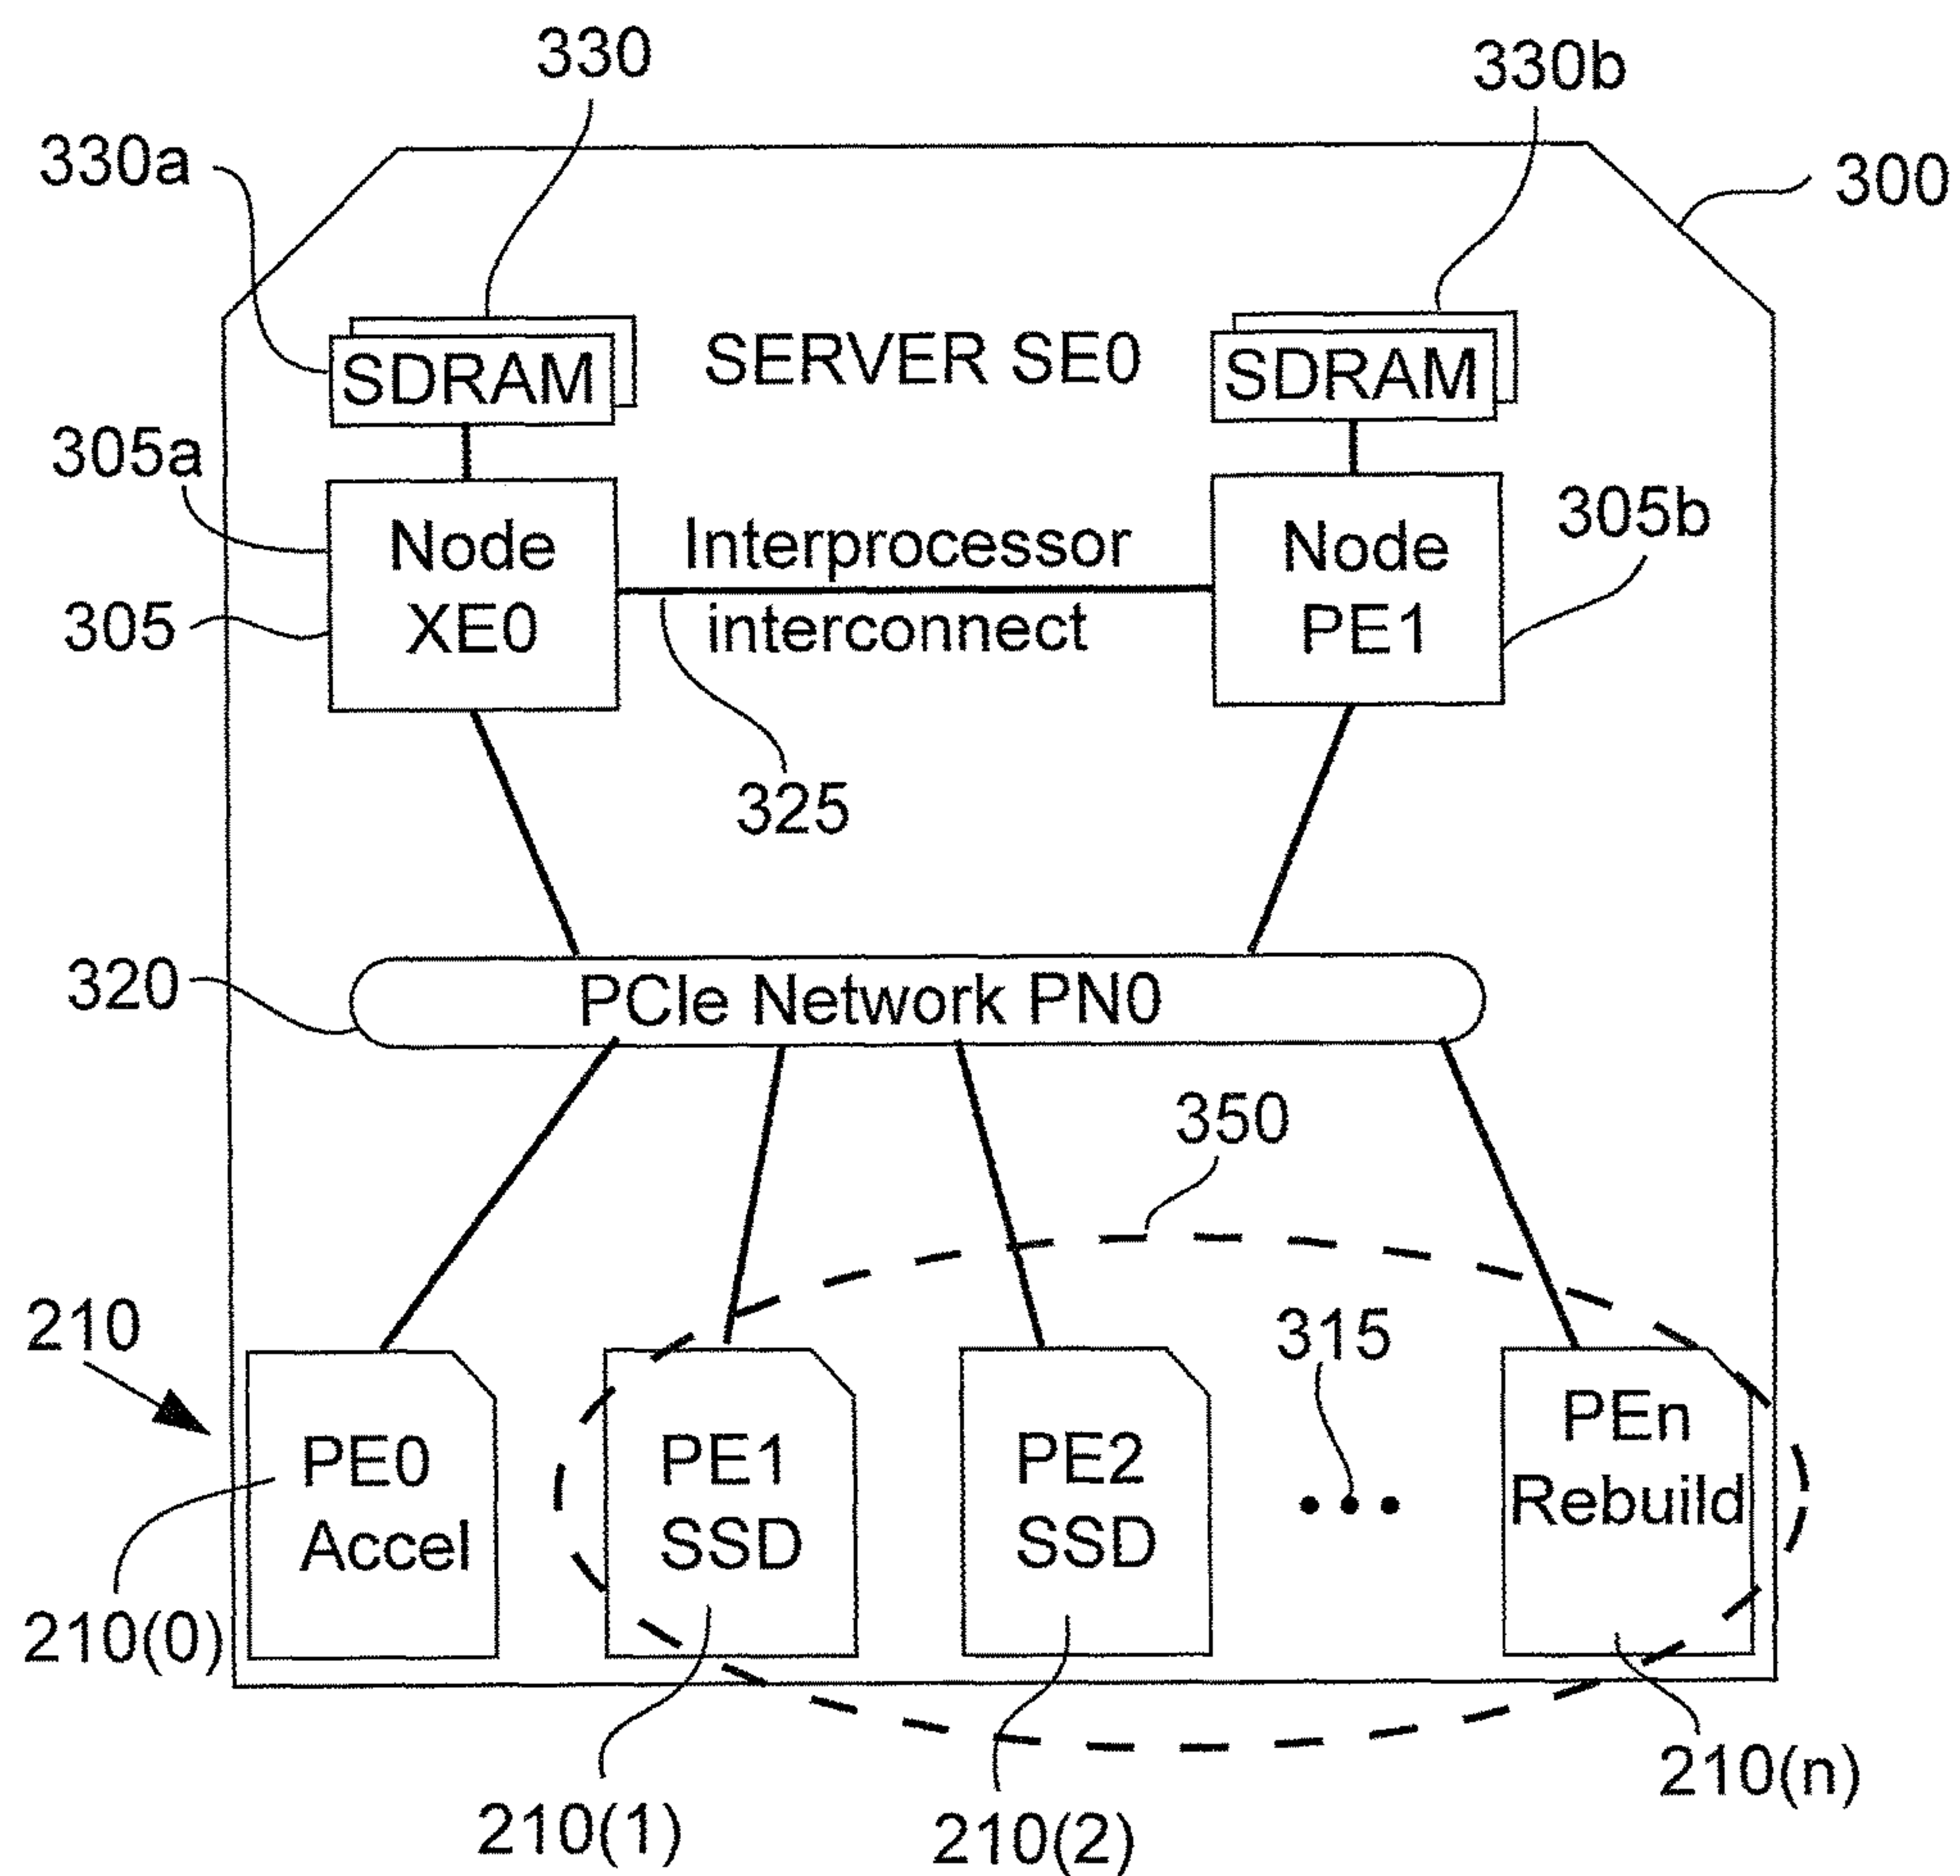 330
330b
330a
300
SDRAM
SERVER SE0
SDRAM
305a
305b
Node
XE0
Interprocessor
interconnect
Node
PE1
305
325
320
PCIe Network PN0
350
210
315
PE0
Accel
PE1
SSD
PE2
SSD
PEn
Rebuild
210(0)
210(1)
210(2)
210(n)